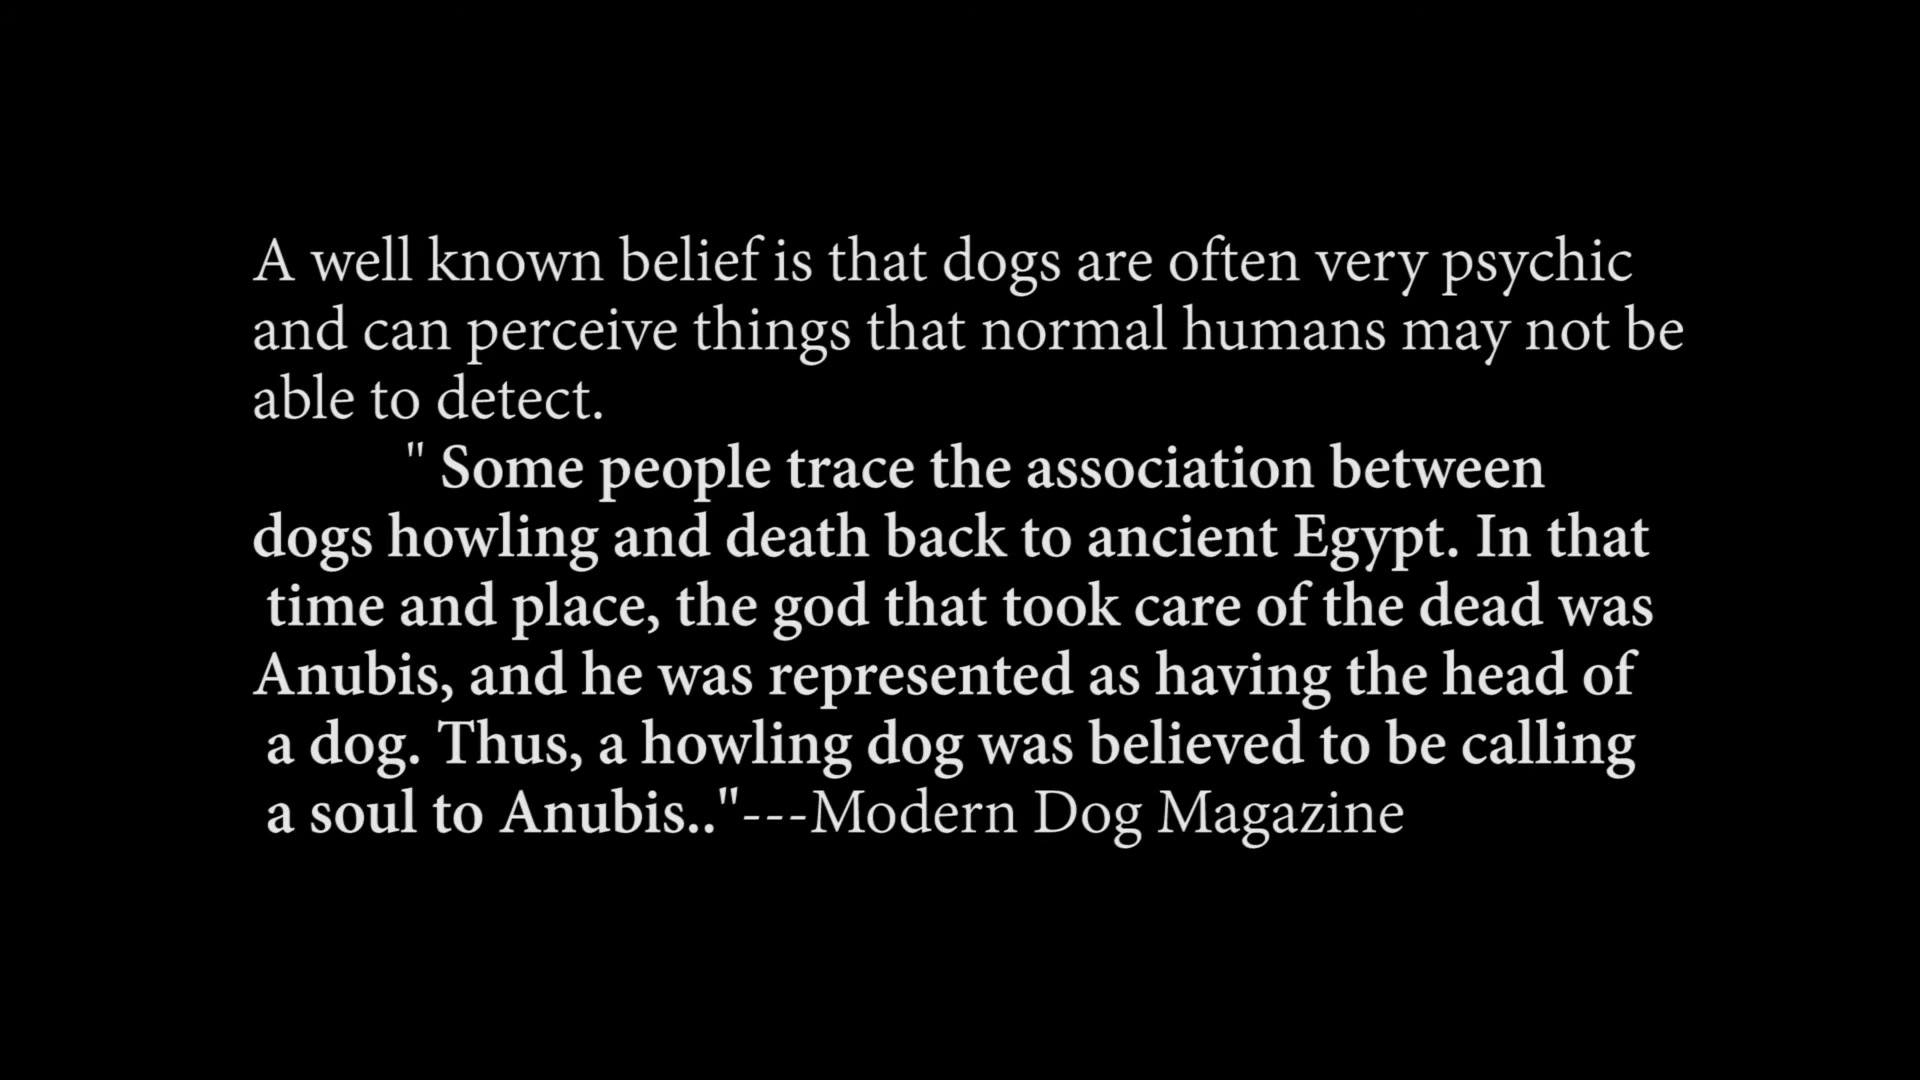 A well known belief is that dogs are often very psychic
and can perceive things that normal humans may not be
able to detect.
" Some people trace the association between
dogs howling and death back to ancient Egypt. In that
time and place, the god that took care of the dead was
Anubis, and he was represented as having the head of
a dog. Thus, a howling dog was believed to be calling
a soul to Anubis.."---Modern Dog Magazine